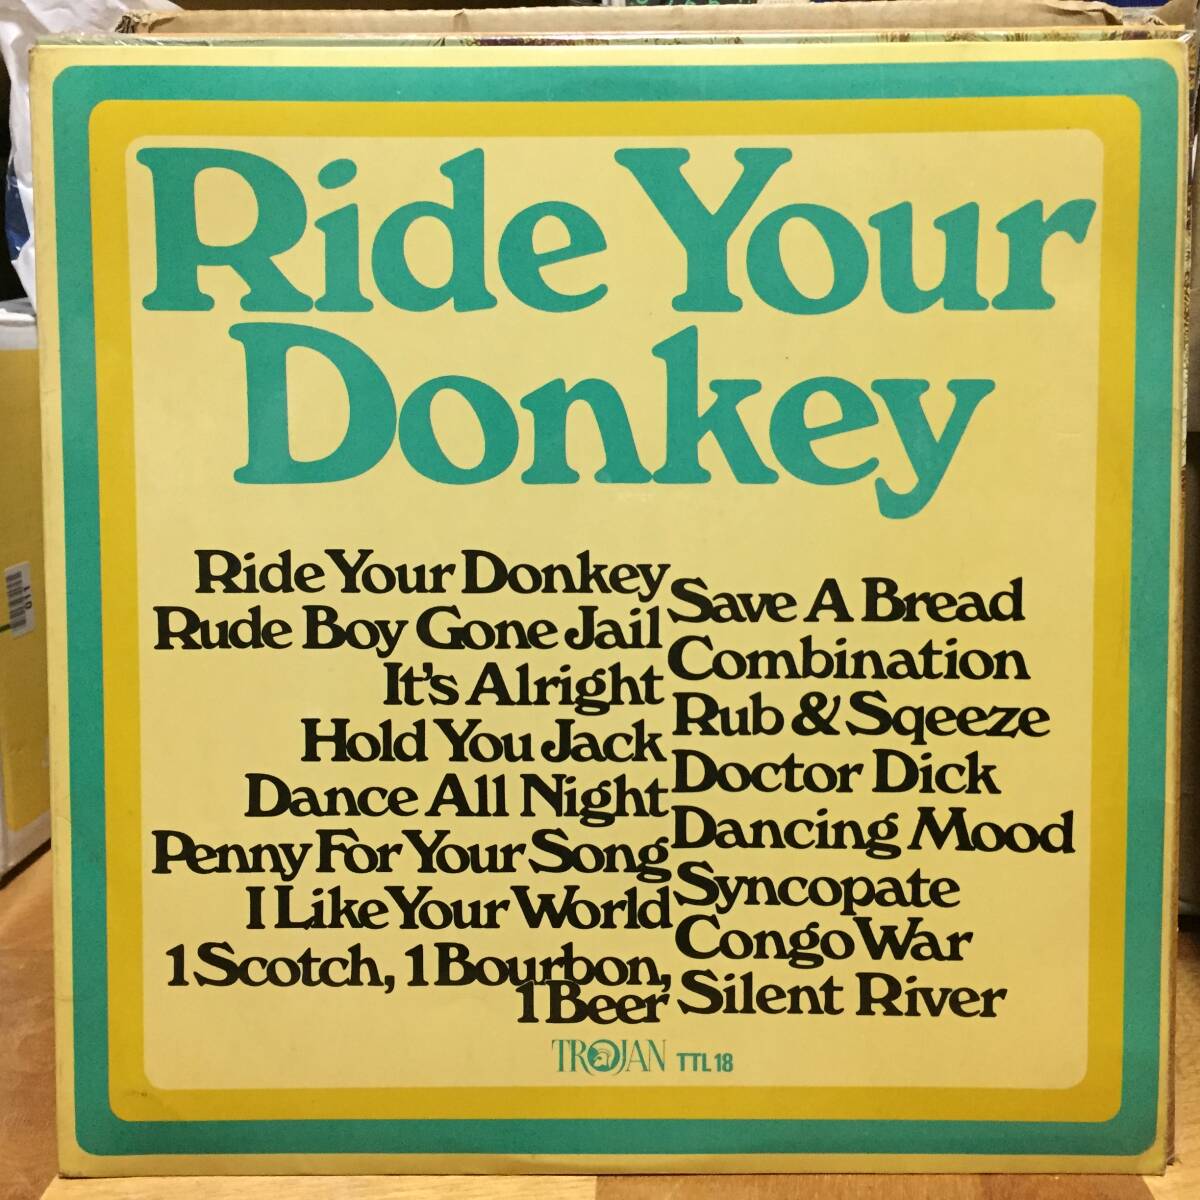 Ride Your
Donkey
Ride Your Donkey
Rude Boy Gone Jail
It's Alright
Hold You Jack
Dance All Night
Penny For Your Song
I Like Your World
1 Scotch, 1 Bourbon,
1 Beer
Save A Bread
Combination
Rub & Sqeeze
Doctor Dick
Dancing Mood
Syncopate
Congo War
Silent River
TROJAN TTL 18
011